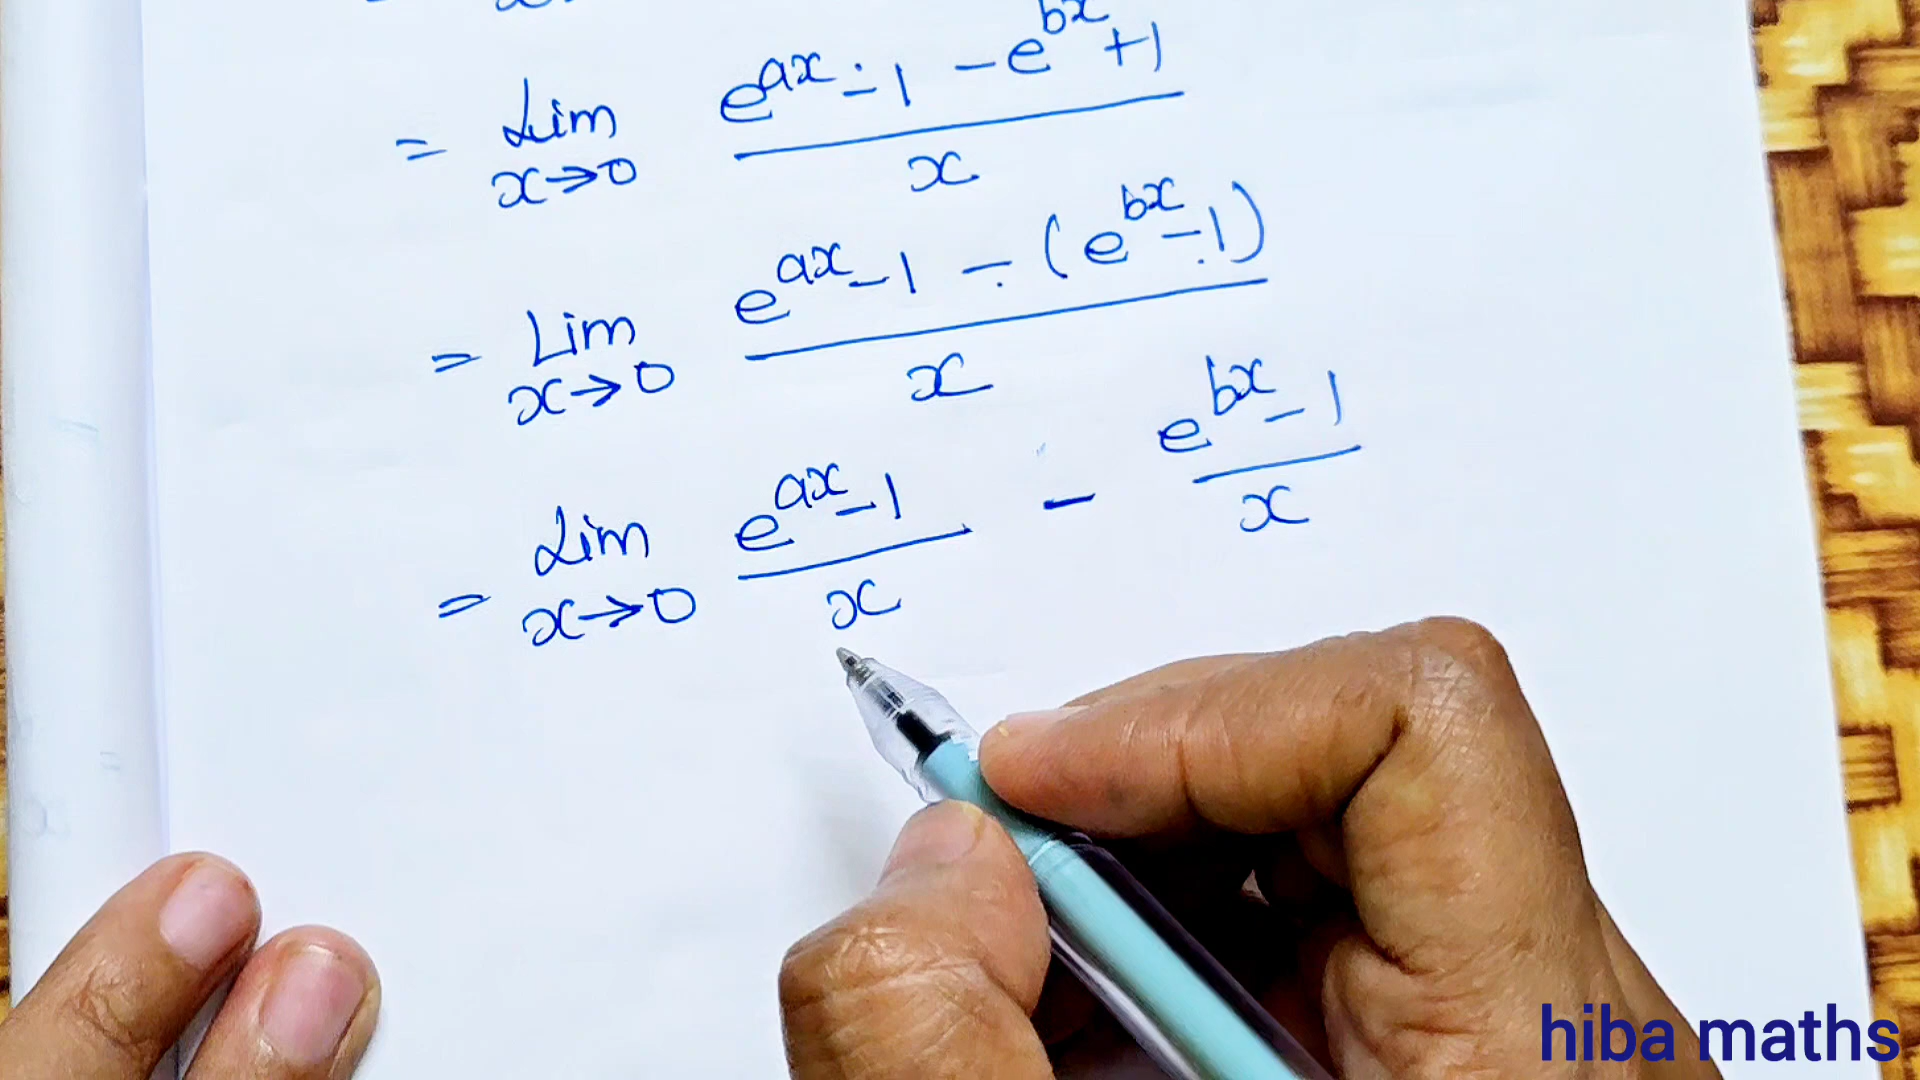 = Lim e^ax - 1 - e^bx + 1
x→0 x
= Lim e^ax - 1 - (e^bx - 1)
x→0 x
= Lim e^ax - 1 - e^bx - 1
x→0 x x
hiba maths